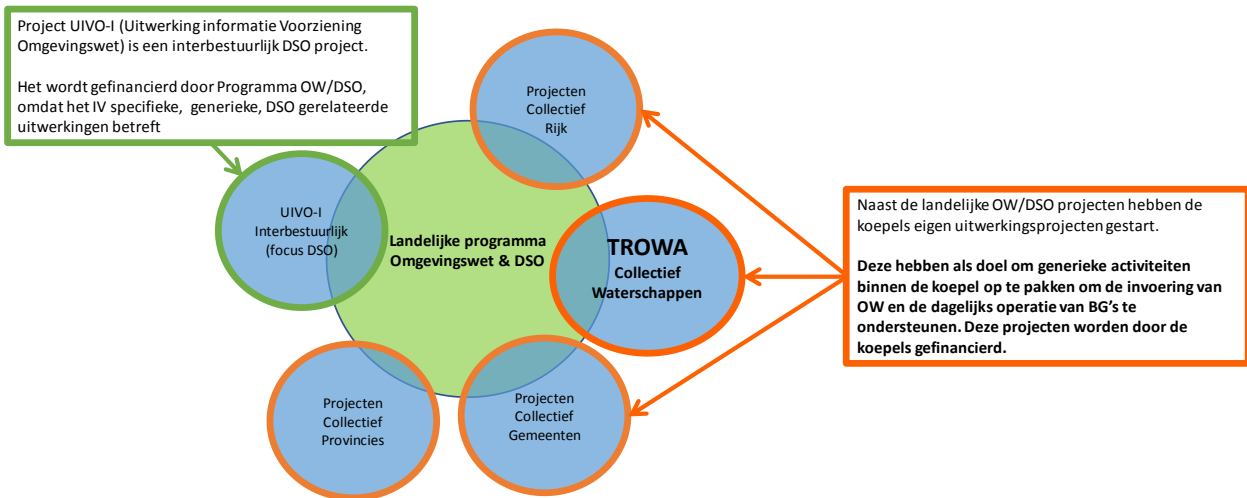 Project UIVO-I (Uitwerking informatie Voorziening
Omgevingswet) is een interbestuurlijk DSO project.
Het wordt gefinancierd door Programma OW/DSO,
omdat het IV specifieke, generieke, DSO gerelateerde
uitwerkingen betreft
Projecten
Collectief
Rijk
UIVO-I
Interbestuurlijk
(focus DSO)
Landelijke programma
Omgevingswet & DSO
TROWA
Collectief
Waterschappen
Naast de landelijke OW/DSO projecten hebben de
koepels eigen uitwerkingsprojecten gestart.
Deze hebben als doel om generieke activiteiten
binnen de koepel op te pakken om de invoering van
OW en de dagelijks operatie van BG's te
ondersteunen. Deze projecten worden door de
koepels gefinancierd.
Projecten
Collectief
Provincies
Projecten
Collectief
Gemeenten